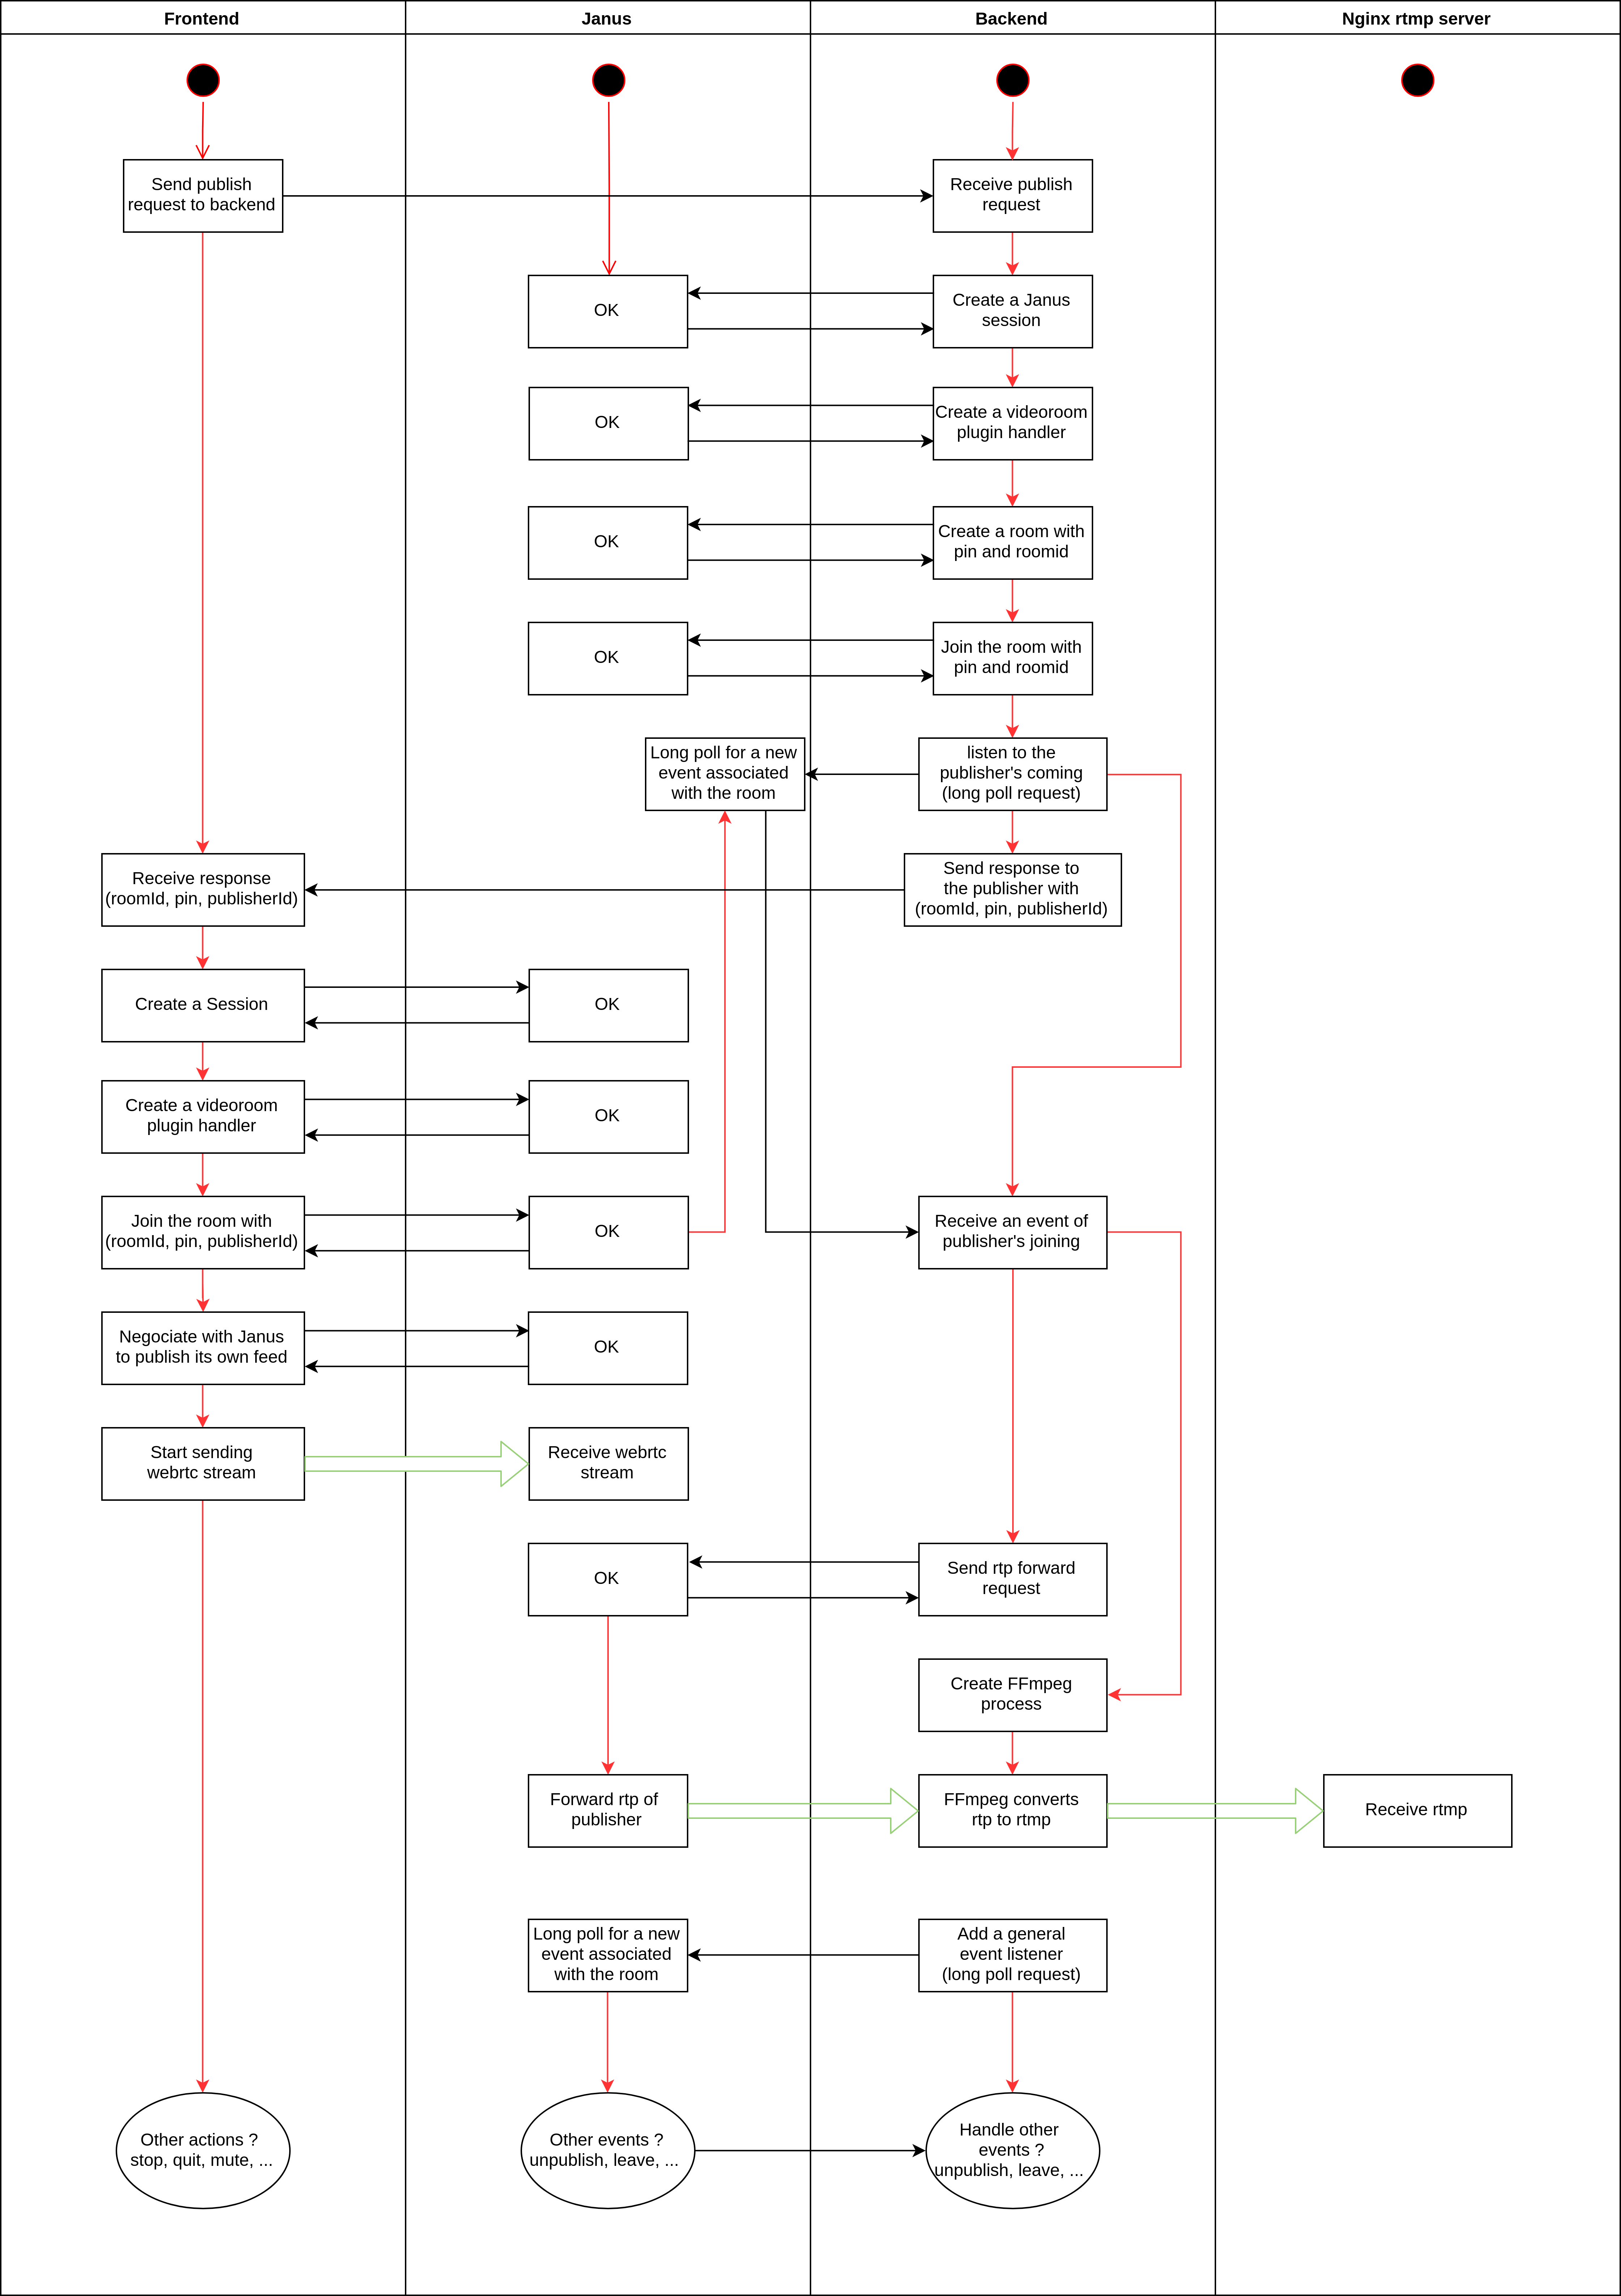 Frontend
Janus
Backend
Nginx rtmp server
Send publish
request to backend
Receive publish
request
OK
Create a Janus
session
OK
Create a videoroom
plugin handler
OK
Create a room with
pin and roomid
OK
Join the room with
pin and roomid
Long poll for a new
event associated
with the room
listen to the
publisher's coming
(long poll request)
Receive response
(roomId, pin, publisherId)
Send response to
the publisher with
(roomId, pin, publisherId)
Create a Session
OK
Create a videoroom
plugin handler
OK
Join the room with
(roomId, pin, publisherId)
OK
Receive an event of
publisher's joining
Negociate with Janus
to publish its own feed
OK
Start sending
webrtc stream
Receive webrtc
stream
OK
Send rtp forward
request
Create FFmpeg
process
Forward rtp of
publisher
FFmpeg converts
rtp to rtmp
Receive rtmp
Long poll for a new
event associated
with the room
Add a general
event listener
(long poll request)
Other actions ?
stop, quit, mute, ...
Other events ?
unpublish, leave, ...
Handle other
events ?
unpublish, leave, ...